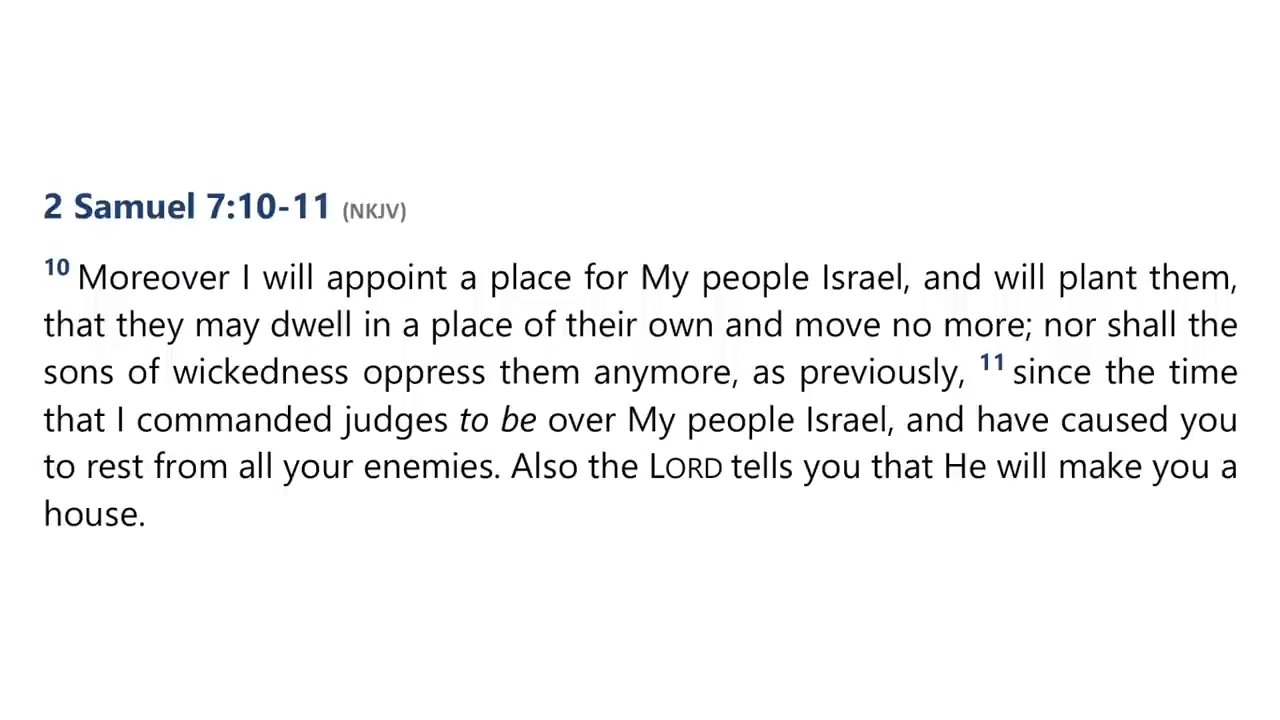 2 Samuel 7:10-11 (NKJV)
10 Moreover I will appoint a place for My people Israel, and will plant them,
that they may dwell in a place of their own and move no more; nor shall the
sons of wickedness oppress them anymore, as previously, 11 since the time
that I commanded judges to be over My people Israel, and have caused you
to rest from all your enemies. Also the LORD tells you that He will make you a
house.